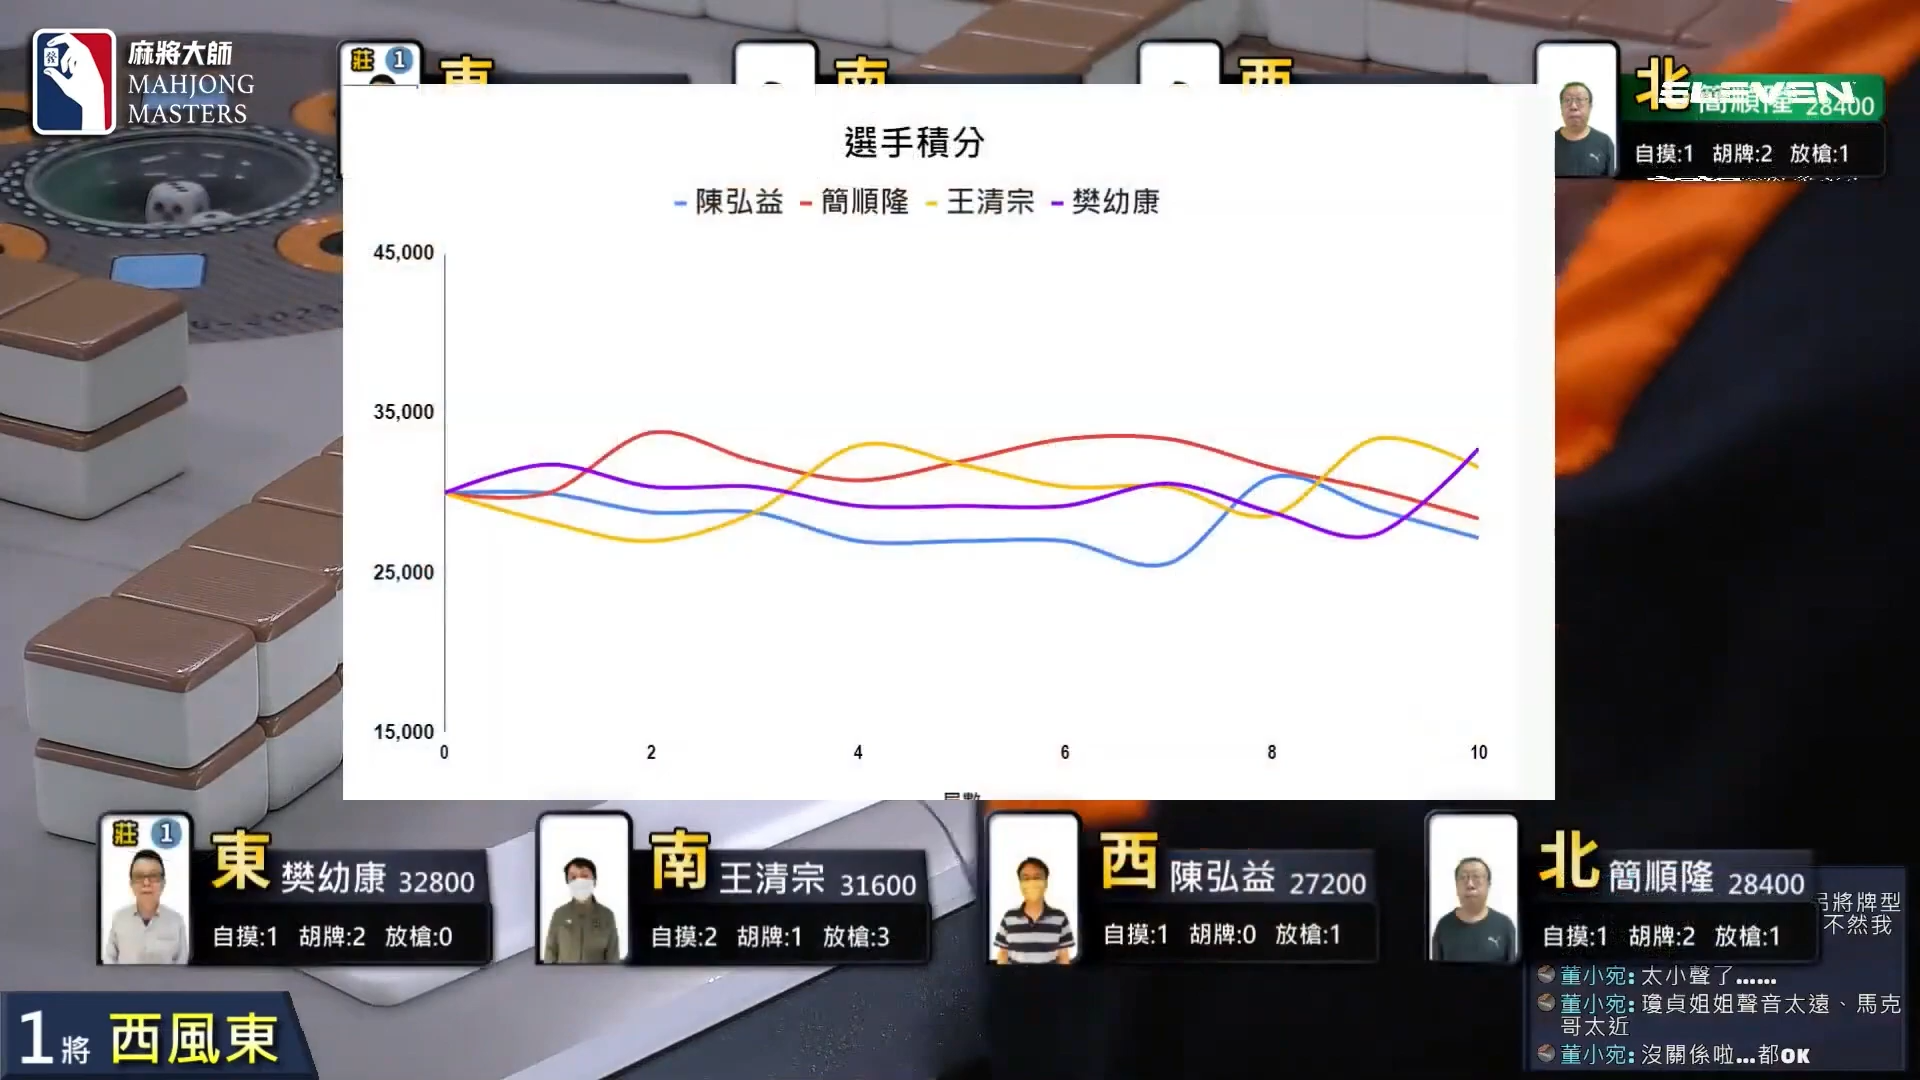 麻將大師
MAHJONG
MASTERS
莊 1 東
南
西
北 簡順隆 28400
ELEVEN
自摸:1 胡牌:2 放槍:1
選手積分
陳弘益 簡順隆 王清宗 樊幼康
45,000
35,000
25,000
15,000
0 2 4 6 8 10
莊 1 東 樊幼康 32800
自摸:1 胡牌:2 放槍:0
南 王清宗 31600
自摸:2 胡牌:1 放槍:3
西 陳弘益 27200
自摸:1 胡牌:0 放槍:1
北 簡順隆 28400
自摸:1 胡牌:2 放槍:1
將牌型
不然我
董小宛: 太小聲了......
董小宛: 瓊貞姐姐聲音太遠、馬克
哥太近
董小宛: 沒關係啦...都OK
1將 西風東